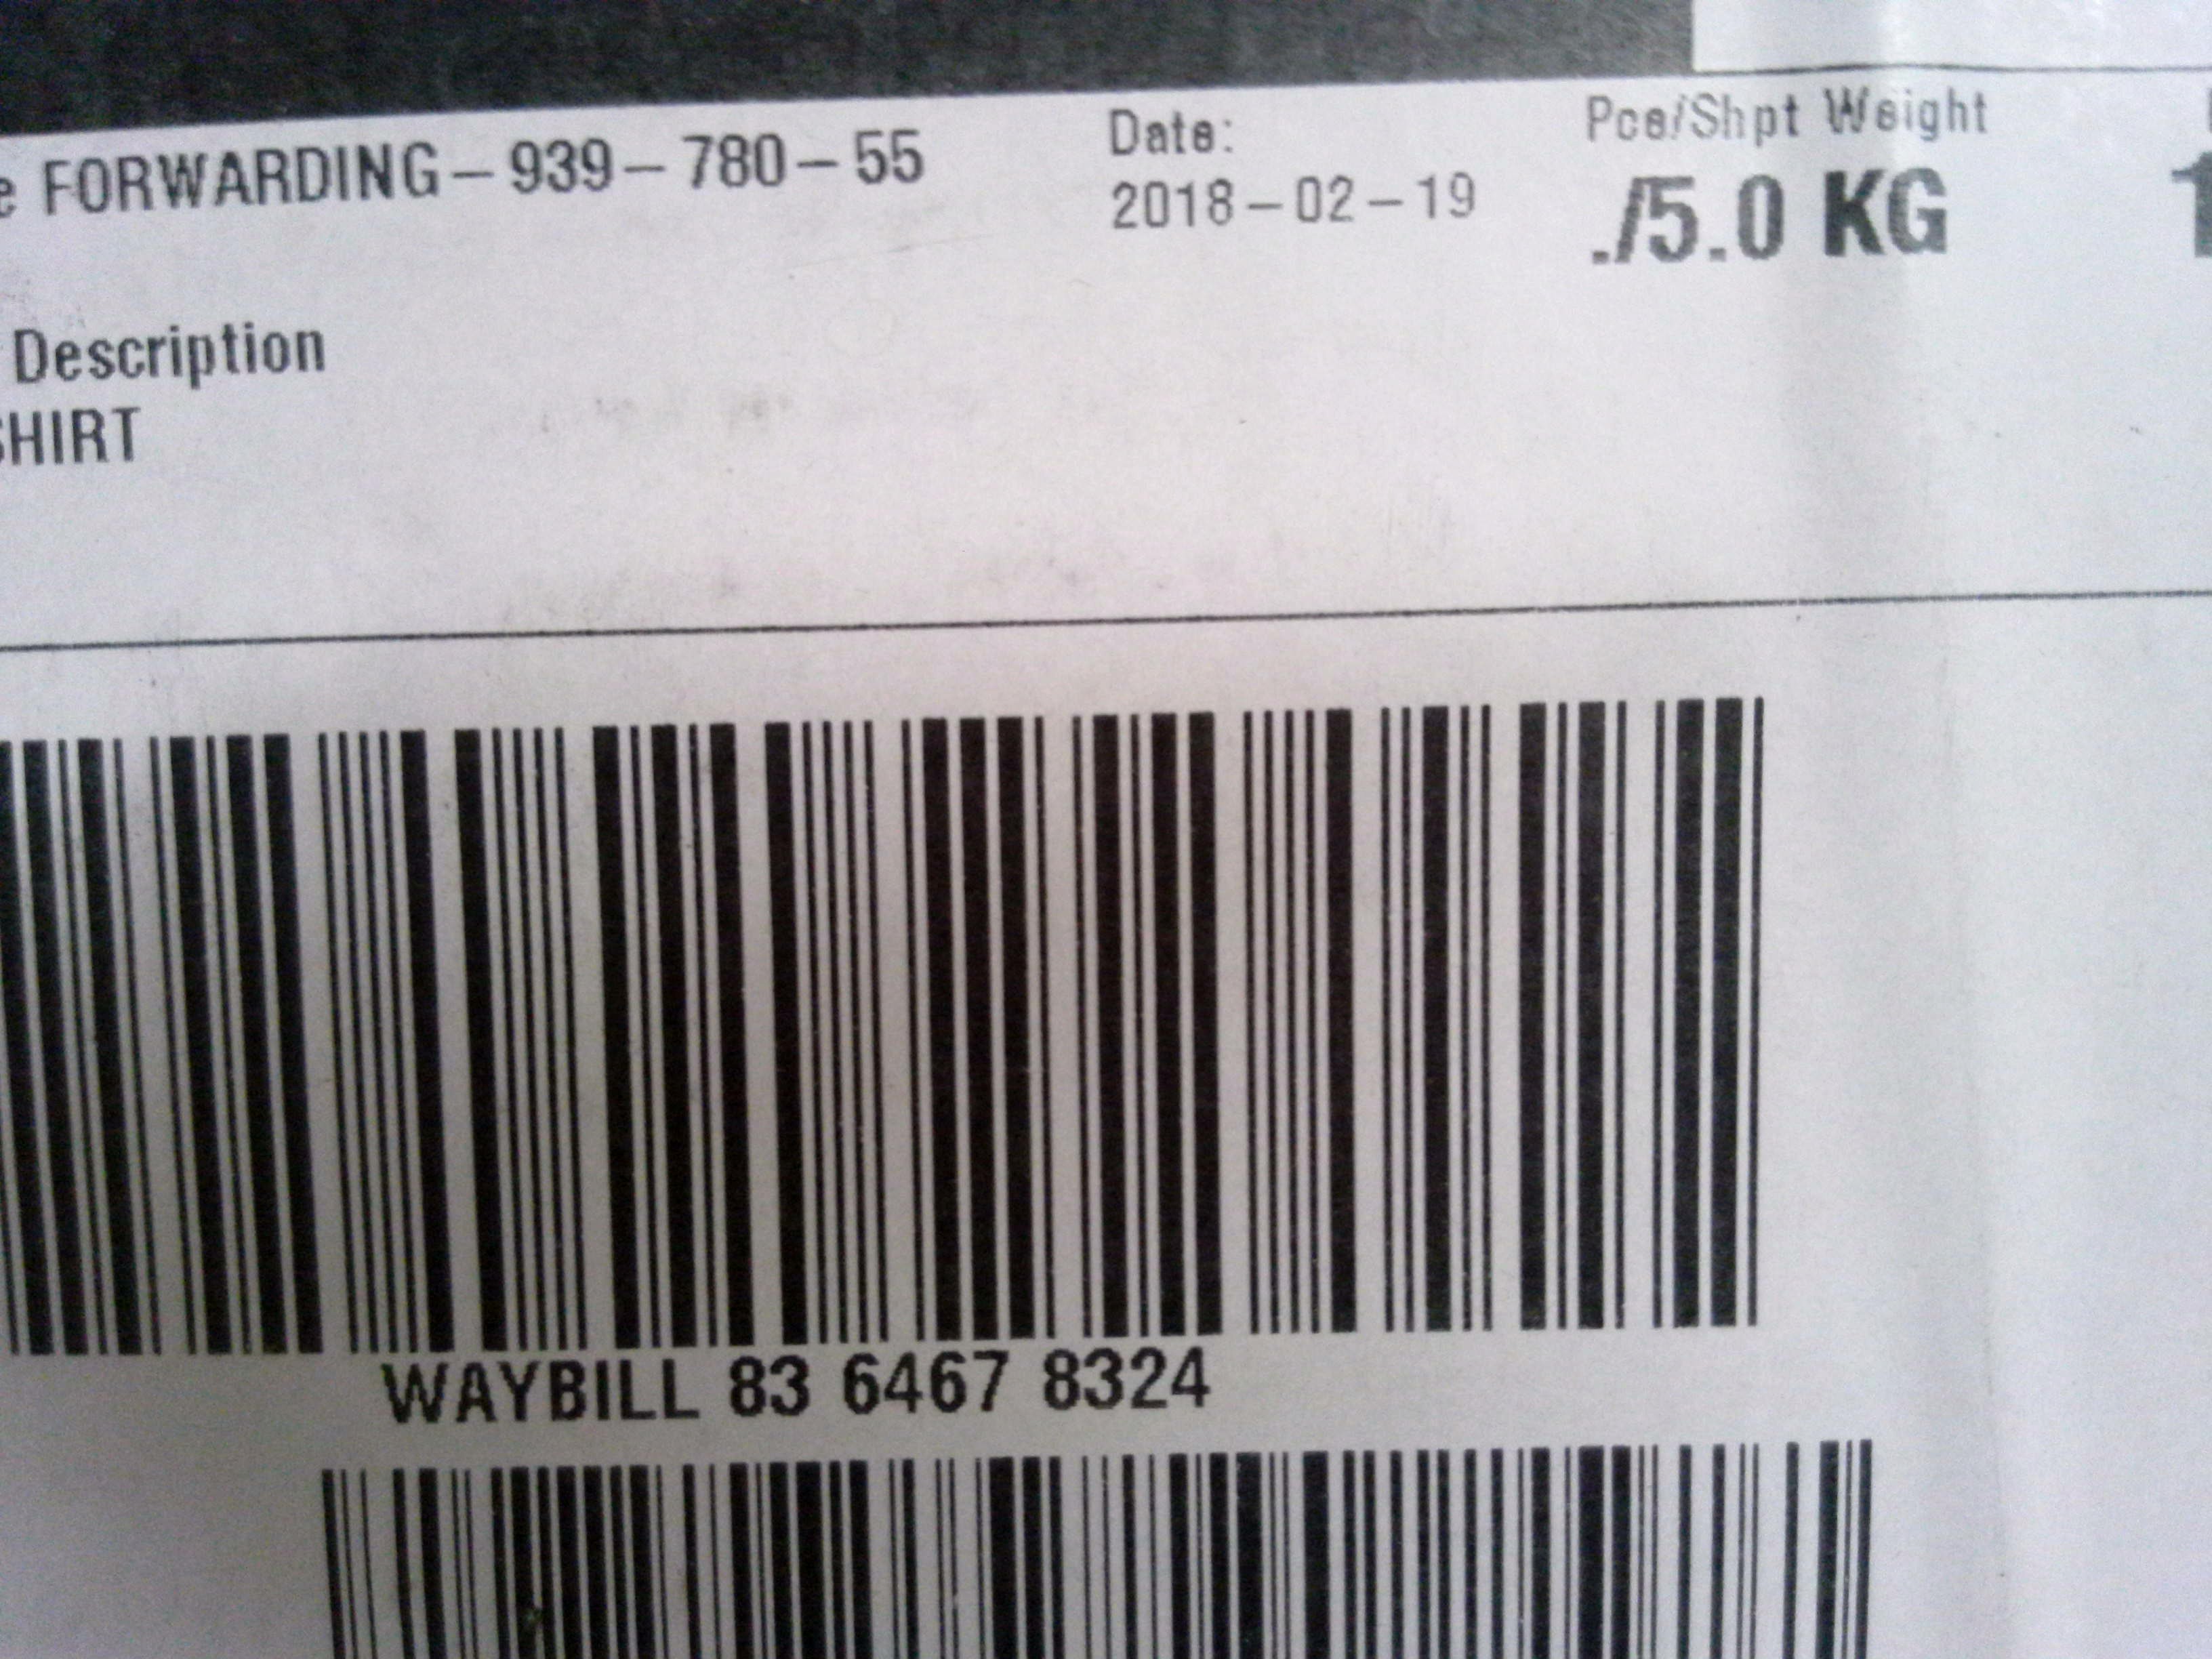 e FORWARDING-939-780-55
Date:
2018-02-19
Pce/Shpt Weight
./5.0 KG
1
Description
SHIRT
WAYBILL 83 6467 8324